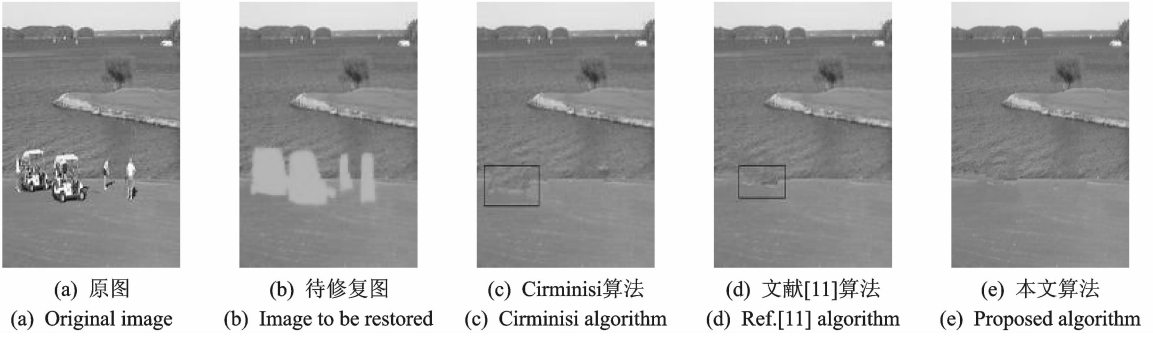 (a) 原图
(a) Original image
(b) 待修复图
(b) Image to be restored
(c) Cirminisi算法
(c) Cirminisi algorithm
(d) 文献[11]算法
(d) Ref.[11] algorithm
(e) 本文算法
(e) Proposed algorithm